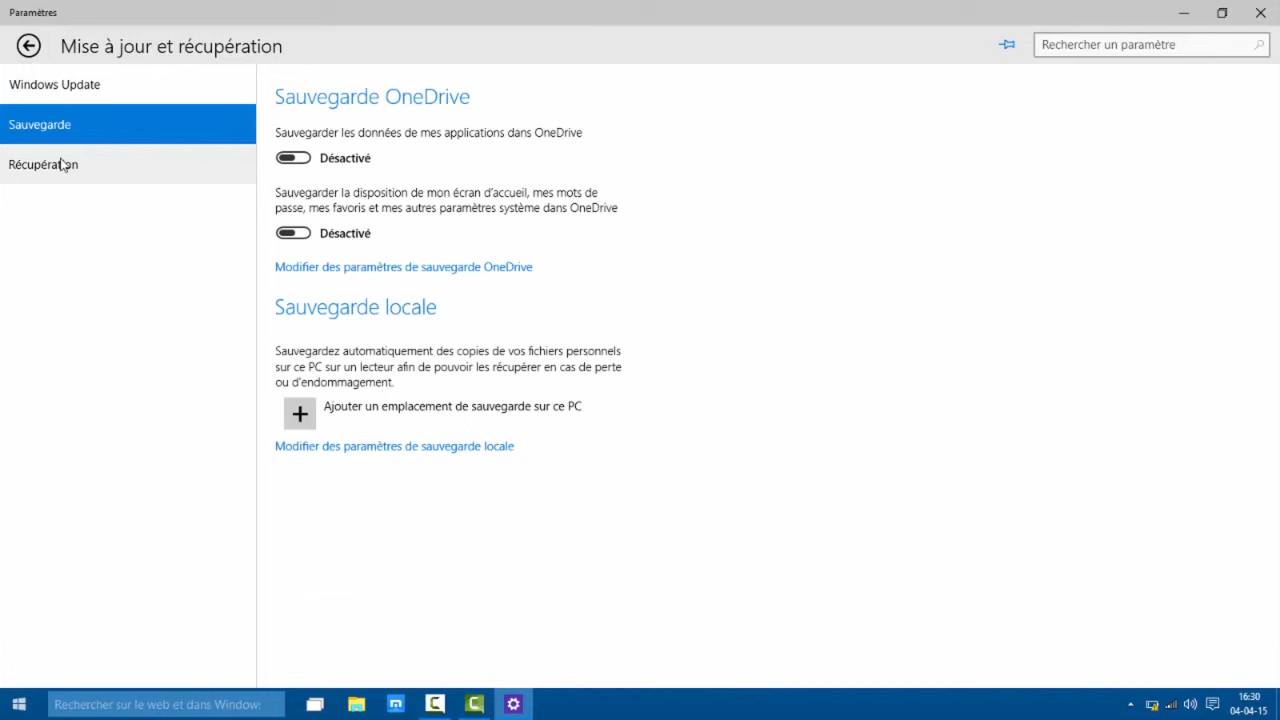 Paramètres
Mise à jour et récupération
Rechercher un paramètre
Windows Update
Sauvegarde
Récupération
Sauvegarde OneDrive
Sauvegarder les données de mes applications dans OneDrive
Désactivé
Sauvegarder la disposition de mon écran d'accueil, mes mots de
passe, mes favoris et mes autres paramètres système dans OneDrive
Désactivé
Modifier des paramètres de sauvegarde OneDrive
Sauvegarde locale
Sauvegardez automatiquement des copies de vos fichiers personnels
sur ce PC sur un lecteur afin de pouvoir les récupérer en cas de perte
ou d'endommagement.
Ajouter un emplacement de sauvegarde sur ce PC
Modifier des paramètres de sauvegarde locale
Rechercher sur le web et dans Windows
16:30
04-04-15